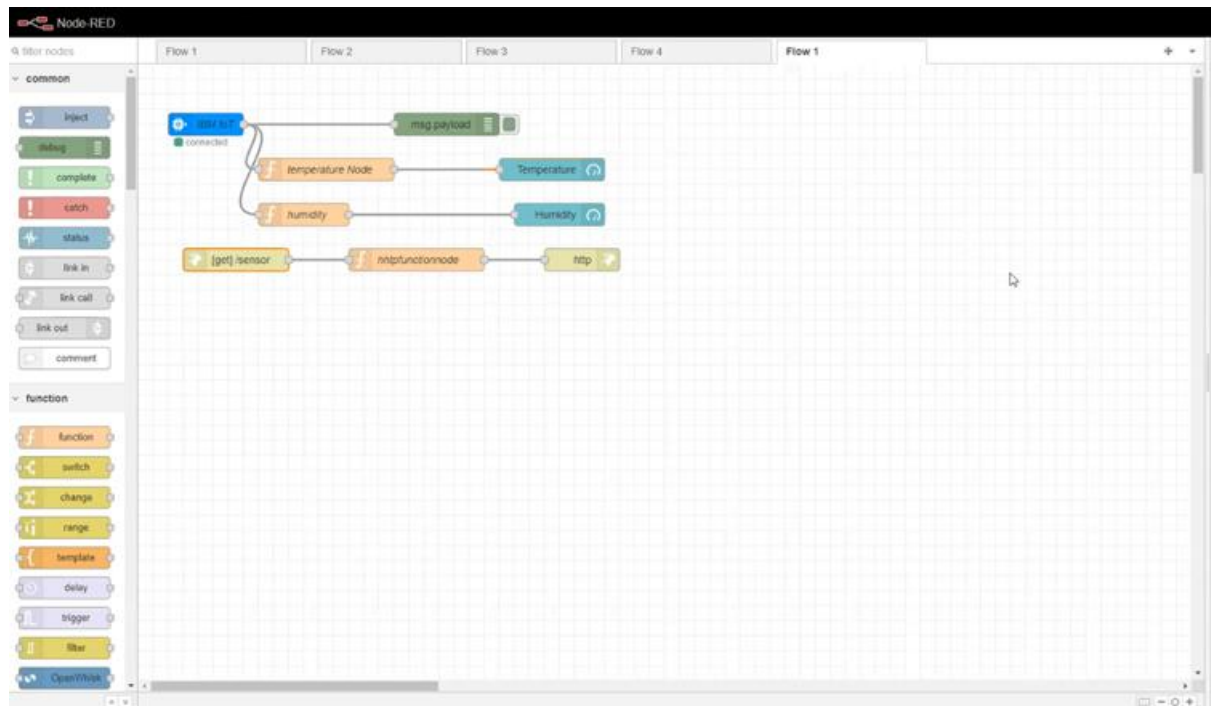 Node-RED
filter nodes
Flow 1
Flow 2
Flow 3
Flow 4
Flow 1
common
inject
debug
complete
catch
status
link in
link call
link out
comment
function
function
switch
change
range
template
delay
trigger
filter
OpenWhisk
IBM IoT
connected
msg.payload
temperature Node
Temperature
humidity
Humidity
[get] /sensor
http